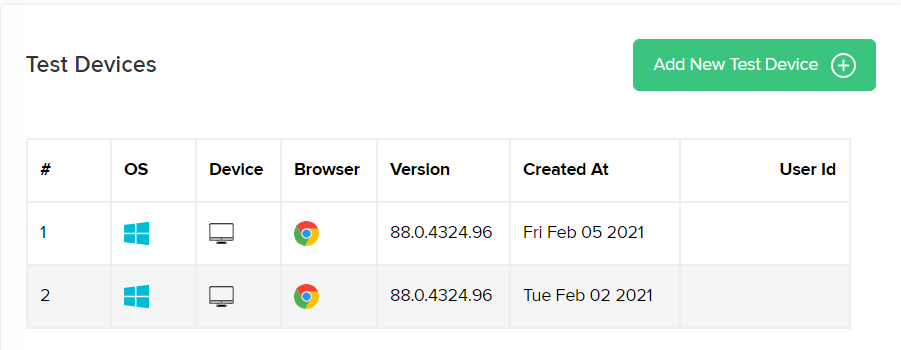 Test Devices
Add New Test Device
# OS Device Browser Version Created At User Id
1 88.0.4324.96 Fri Feb 05 2021
2 88.0.4324.96 Tue Feb 02 2021